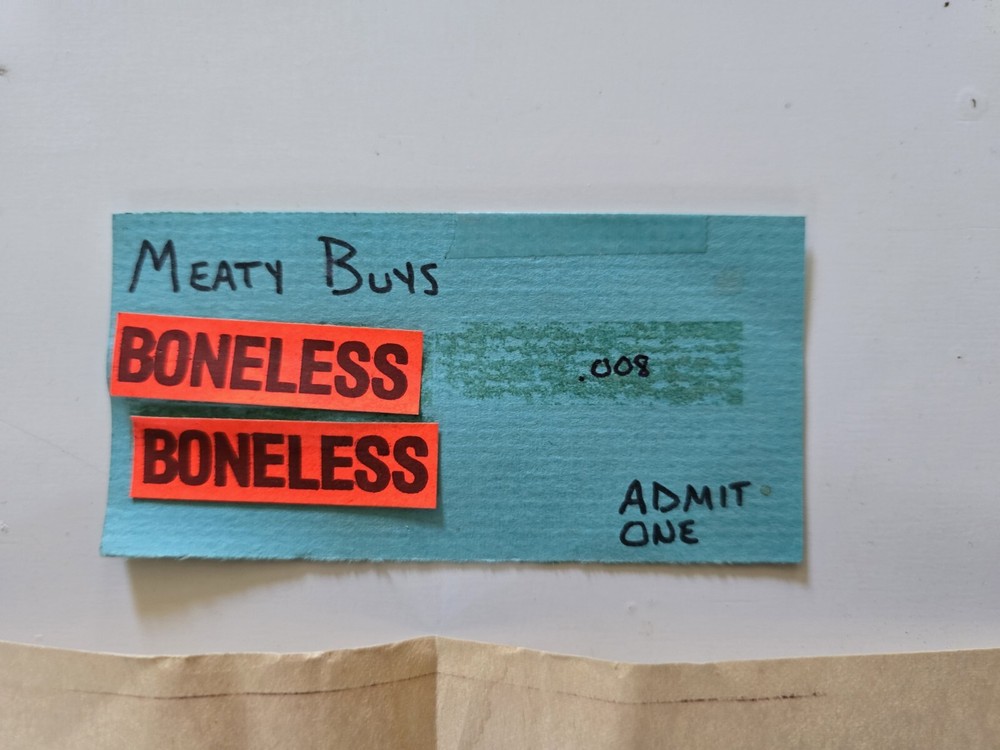 MEATY BUYS
BONELESS
.008
BONELESS
ADMIT
ONE